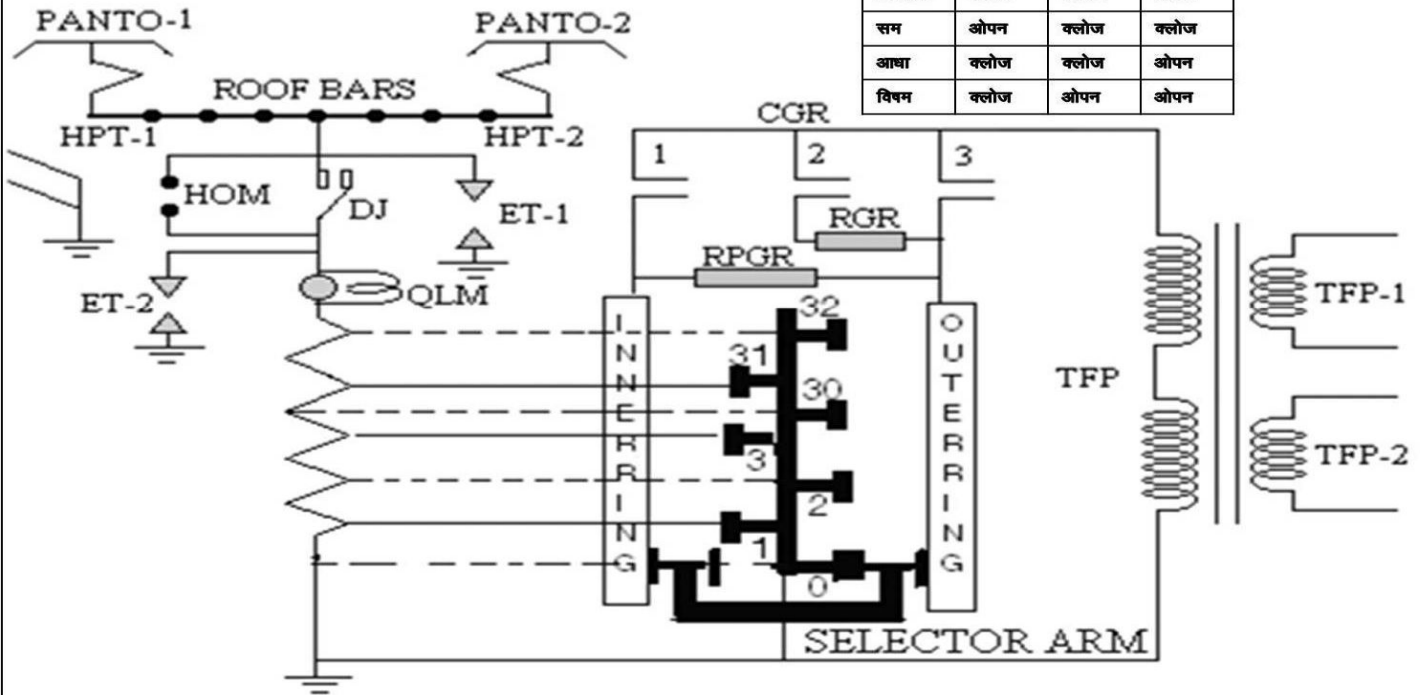 PANTO-1
PANTO-2
सम ओपन क्लोज क्लोज
आधा क्लोज क्लोज ओपन
विषम क्लोज ओपन ओपन
ROOF BARS
HPT-1
HPT-2
CGR
1
2
3
HOM
DJ
ET-1
RGR
RPGR
ET-2
QLM
INNERRING
OUTERRING
32
31
30
3
2
1
0
TFP
TFP-1
TFP-2
SELECTOR ARM